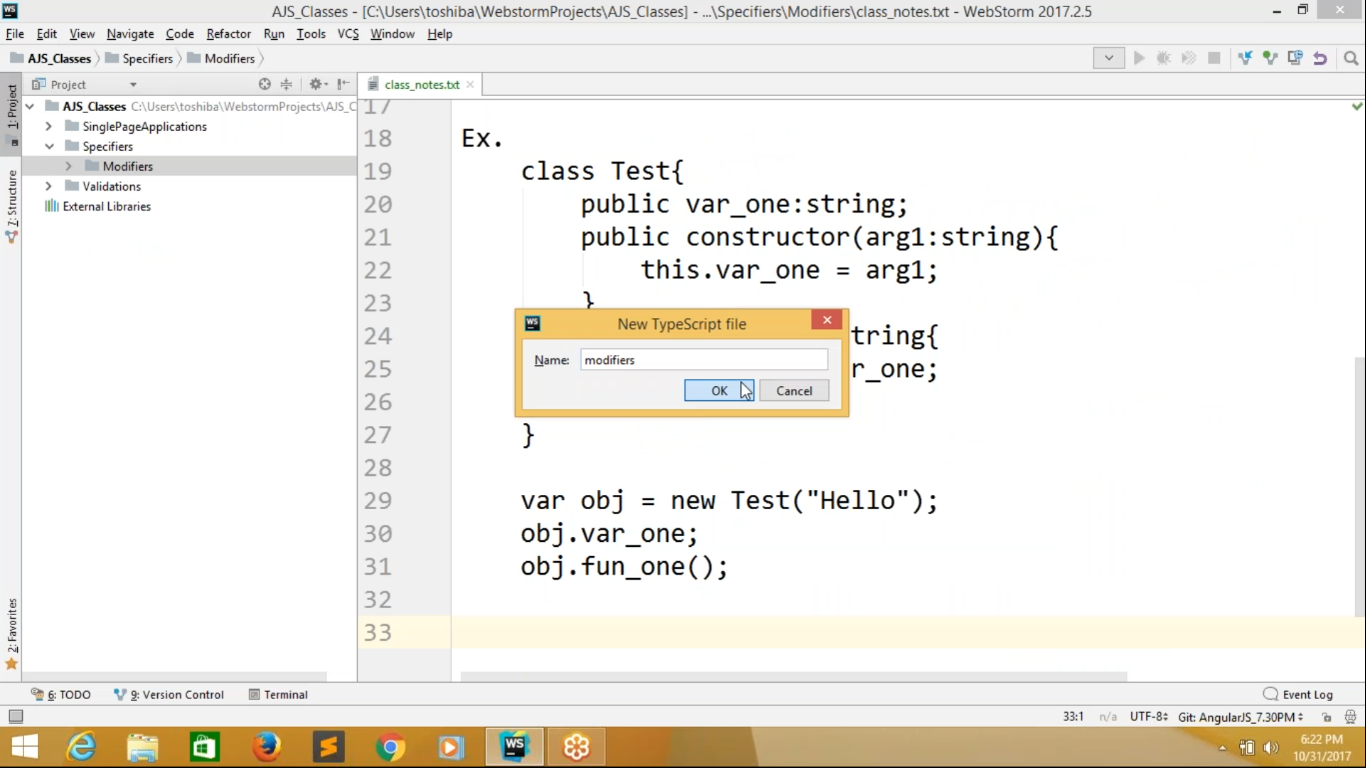 WS AJS_Classes - [C:\Users\toshiba\WebstormProjects\AJS_Classes] - ...\Specifiers\Modifiers\class_notes.txt - WebStorm 2017.2.5
File Edit View Navigate Code Refactor Run Tools VCS Window Help
AJS_Classes Specifiers Modifiers
1: Project
Z: Structure
2: Favorites
Project
AJS_Classes C:\Users\toshiba\WebstormProjects\AJS_C
SinglePageApplications
Specifiers
Modifiers
Validations
External Libraries
class_notes.txt
17
18 Ex.
19 class Test{
20 public var_one:string;
21 public constructor(arg1:string){
22 this.var_one = arg1;
23 }
24 tring{
25 r_one;
26
27 }
28
29 var obj = new Test("Hello");
30 obj.var_one;
31 obj.fun_one();
32
33
WS New TypeScript file
Name: modifiers
OK Cancel
6: TODO 9: Version Control Terminal Event Log
33:1 n/a UTF-8 Git: AngularJS_7.30PM
WS 6:22 PM
10/31/2017